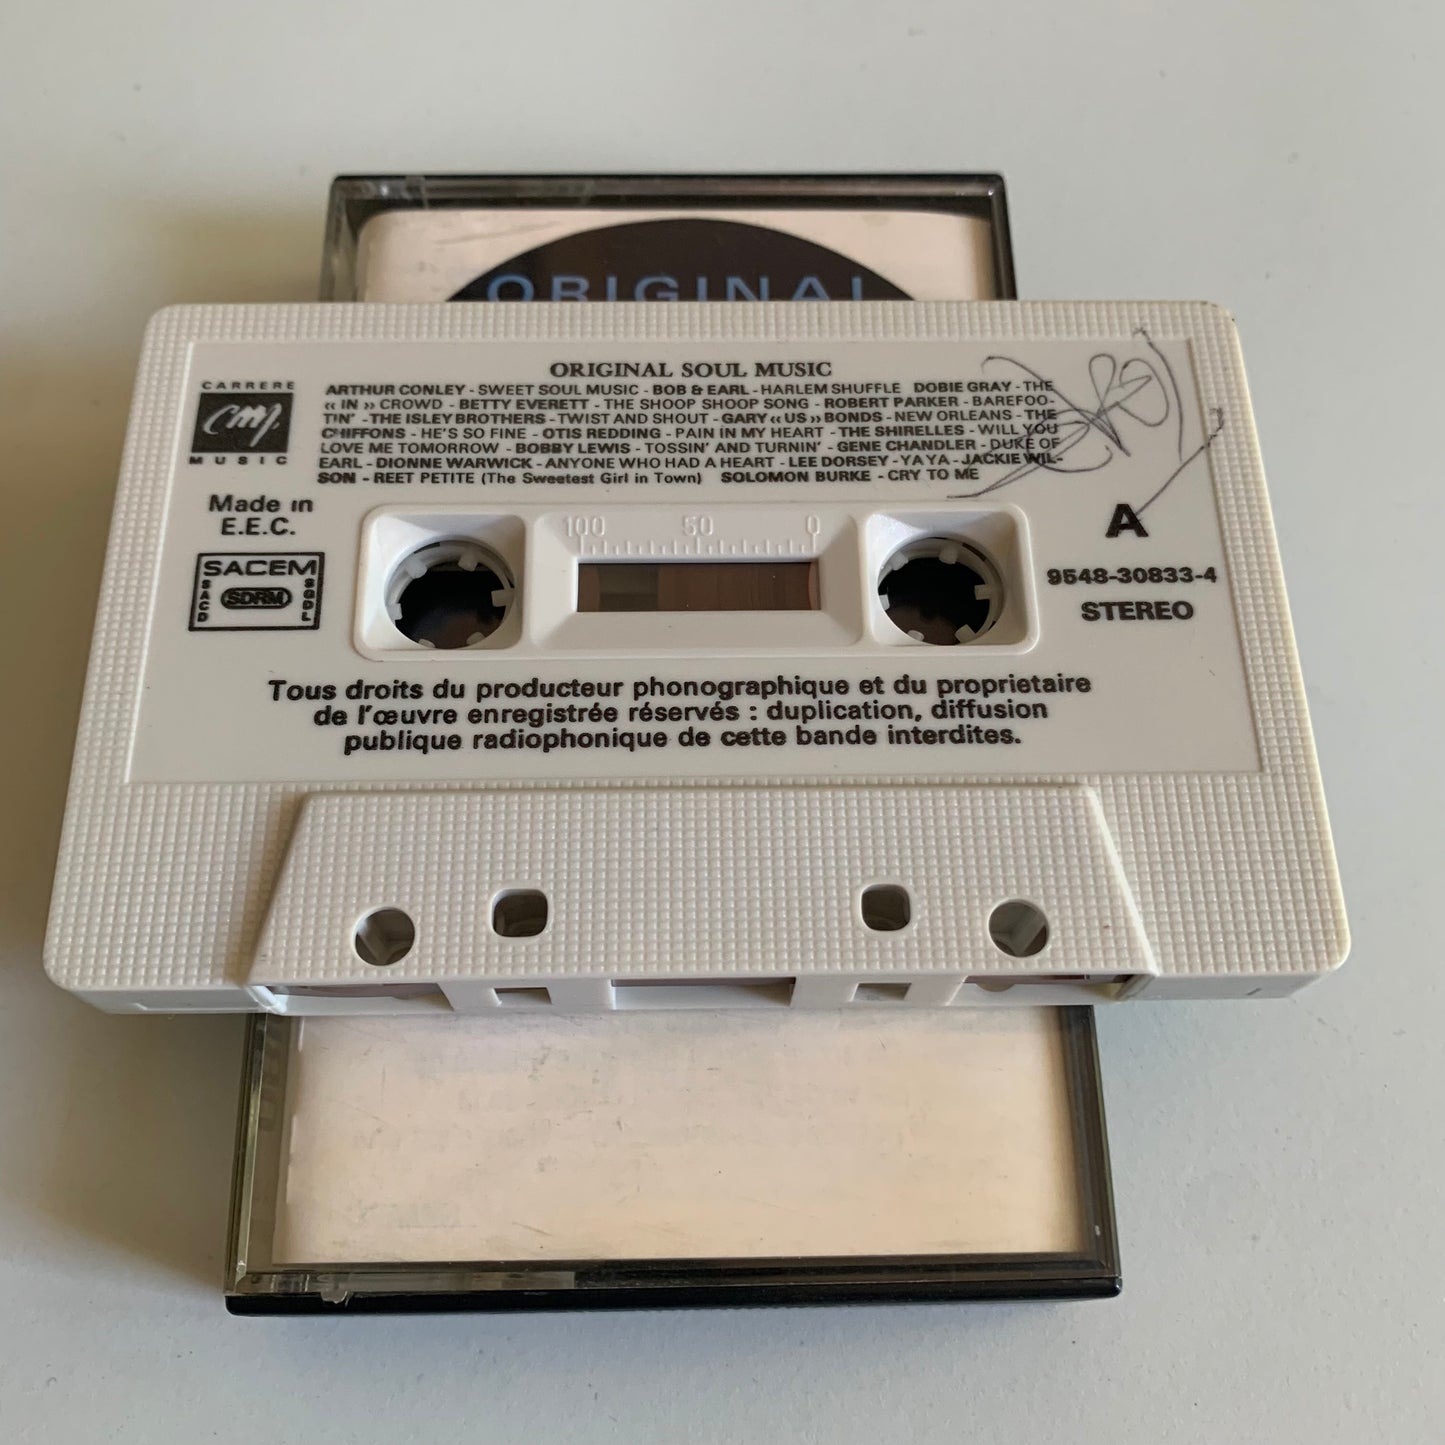 ORIGINAL
ORIGINAL SOUL MUSIC
CARRERE
CMJ
MUSIC
ARTHUR CONLEY - SWEET SOUL MUSIC - BOB & EARL - HARLEM SHUFFLE DOBIE GRAY - THE
‹‹ IN ›› CROWD - BETTY EVERETT - THE SHOOP SHOOP SONG - ROBERT PARKER - BAREFOO-
TIN' - THE ISLEY BROTHERS - TWIST AND SHOUT - GARY ‹‹ US ›› BONDS - NEW ORLEANS - THE
CHIFFONS - HE'S SO FINE - OTIS REDDING - PAIN IN MY HEART - THE SHIRELLES - WILL YOU
LOVE ME TOMORROW - BOBBY LEWIS - TOSSIN' AND TURNIN' - GENE CHANDLER - DUKE OF
EARL - DIONNE WARWICK - ANYONE WHO HAD A HEART - LEE DORSEY - YA YA - JACKIE WIL-
SON - REET PETITE (The Sweetest Girl in Town) SOLOMON BURKE - CRY TO ME
Made in
E.E.C.
100 50 0
A
SACEM
SACD SDRM SGDL
9548-30833-4
STEREO
Tous droits du producteur phonographique et du proprietaire
de l'œuvre enregistrée réservés : duplication, diffusion
publique radiophonique de cette bande interdites.